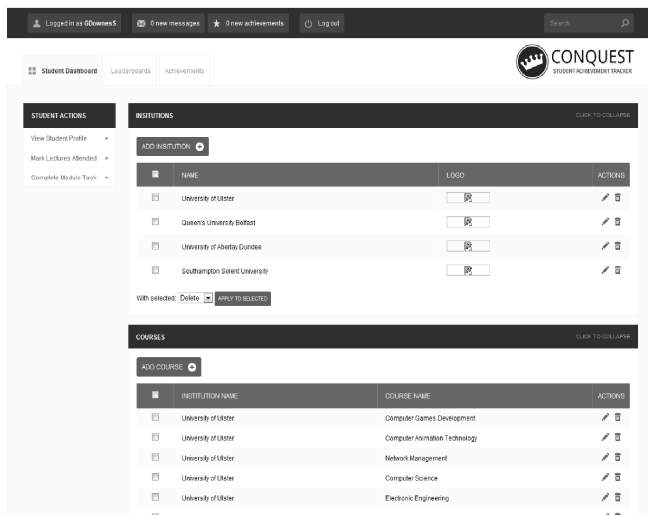 Logged in as GDownesS
0 new messages
0 new achievements
Log out
Search..
CONQUEST
STUDENT ACHIEVEMENT TRACKER
Student Dashboard
Leaderboards
Achievements
STUDENT ACTIONS
View Student Profile
Mark Lectures Attended
Complete Module Task
INSITUTIONS
CLICK TO COLLAPSE
ADD INSITUTION
NAME LOGO ACTIONS
University of Ulster
Queen's University Belfast
University of Abertay Dundee
Southampton Solent University
With selected: Delete APPLY TO SELECTED
COURSES
CLICK TO COLLAPSE
ADD COURSE
INSTITUTION NAME COURSE NAME ACTIONS
University of Ulster Computer Games Development
University of Ulster Computer Animation Technology
University of Ulster Network Management
University of Ulster Computer Science
University of Ulster Electronic Engineering